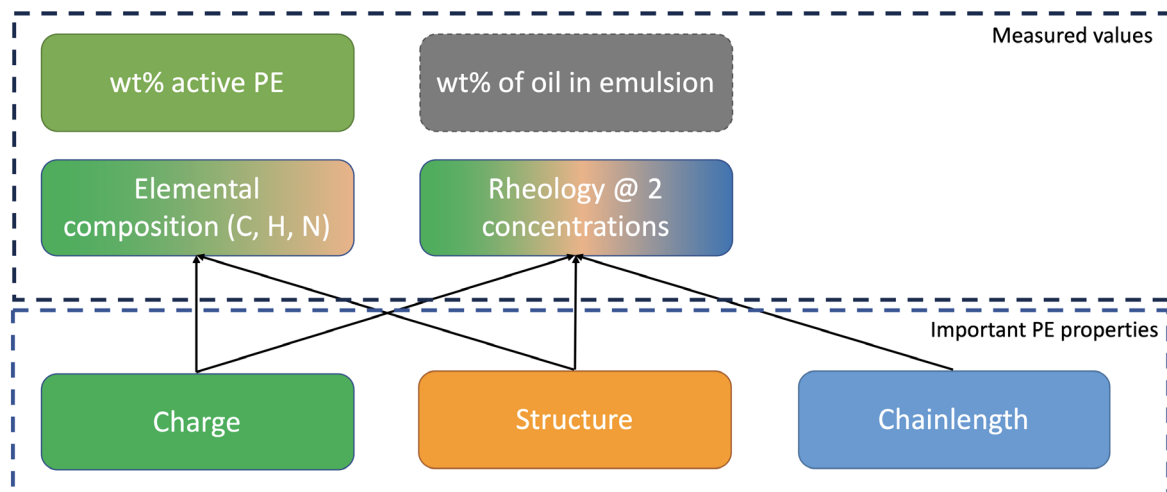 Measured values
wt% active PE
wt% of oil in emulsion
Elemental
composition (C, H, N)
Rheology @ 2
concentrations
Important PE properties
Charge
Structure
Chainlength